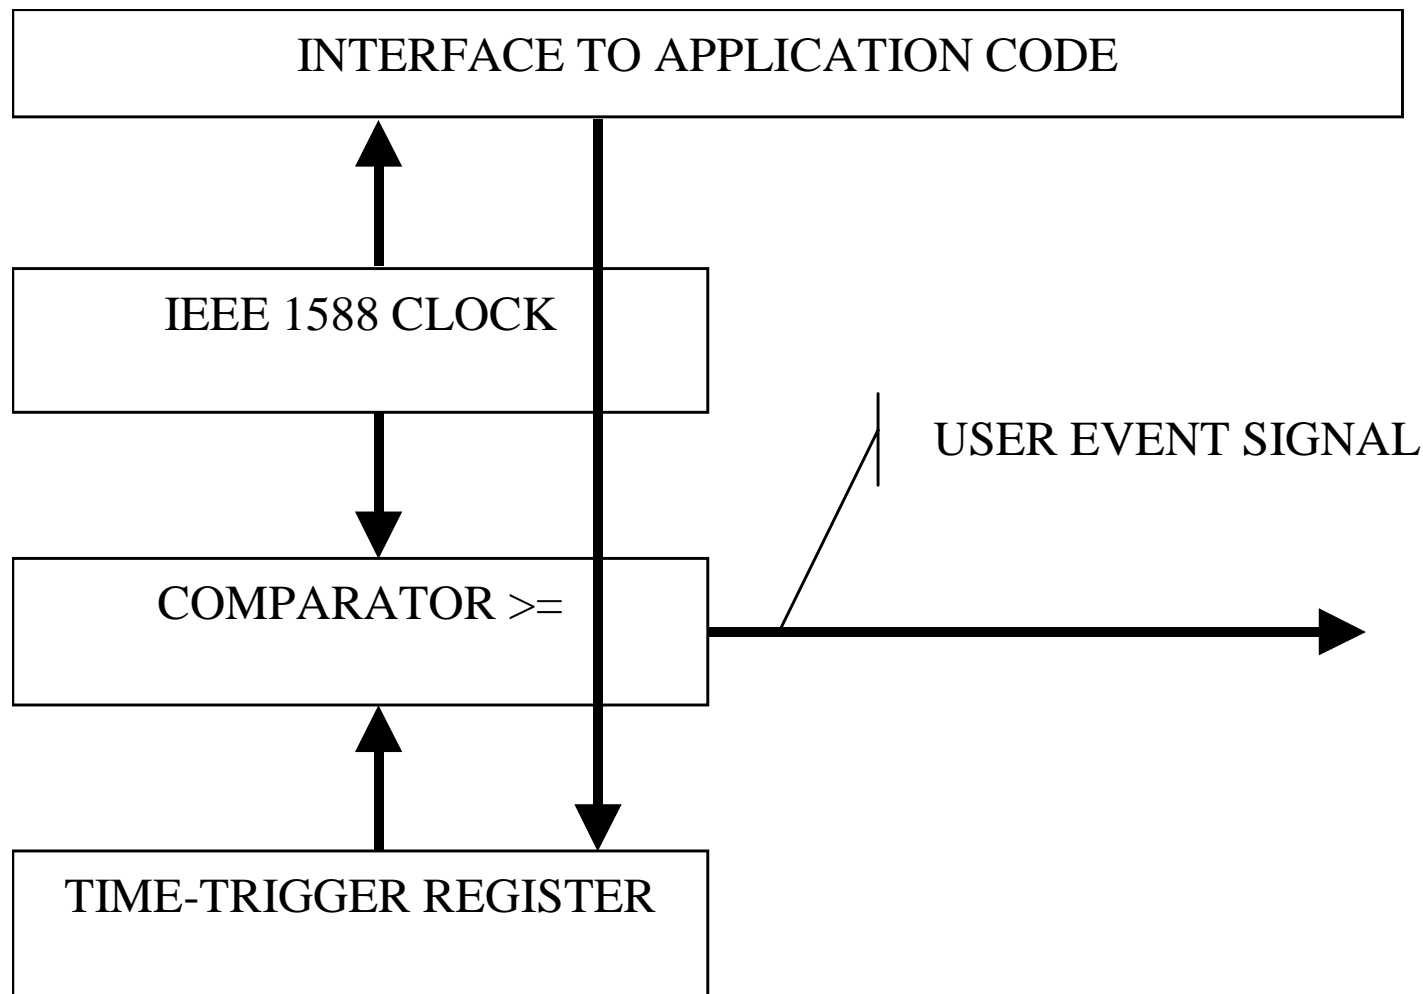 INTERFACE TO APPLICATION CODE
IEEE 1588 CLOCK
USER EVENT SIGNAL
COMPARATOR >=
TIME-TRIGGER REGISTER